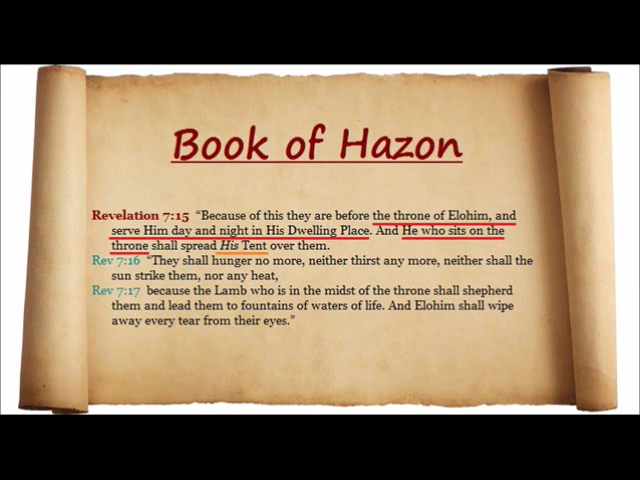 Book of Hazon
Revelation 7:15 “Because of this they are before the throne of Elohim, and
serve Him day and night in His Dwelling Place. And He who sits on the
throne shall spread His Tent over them.
Rev 7:16 “They shall hunger no more, neither thirst any more, neither shall the
sun strike them, nor any heat,
Rev 7:17 because the Lamb who is in the midst of the throne shall shepherd
them and lead them to fountains of waters of life. And Elohim shall wipe
away every tear from their eyes.”